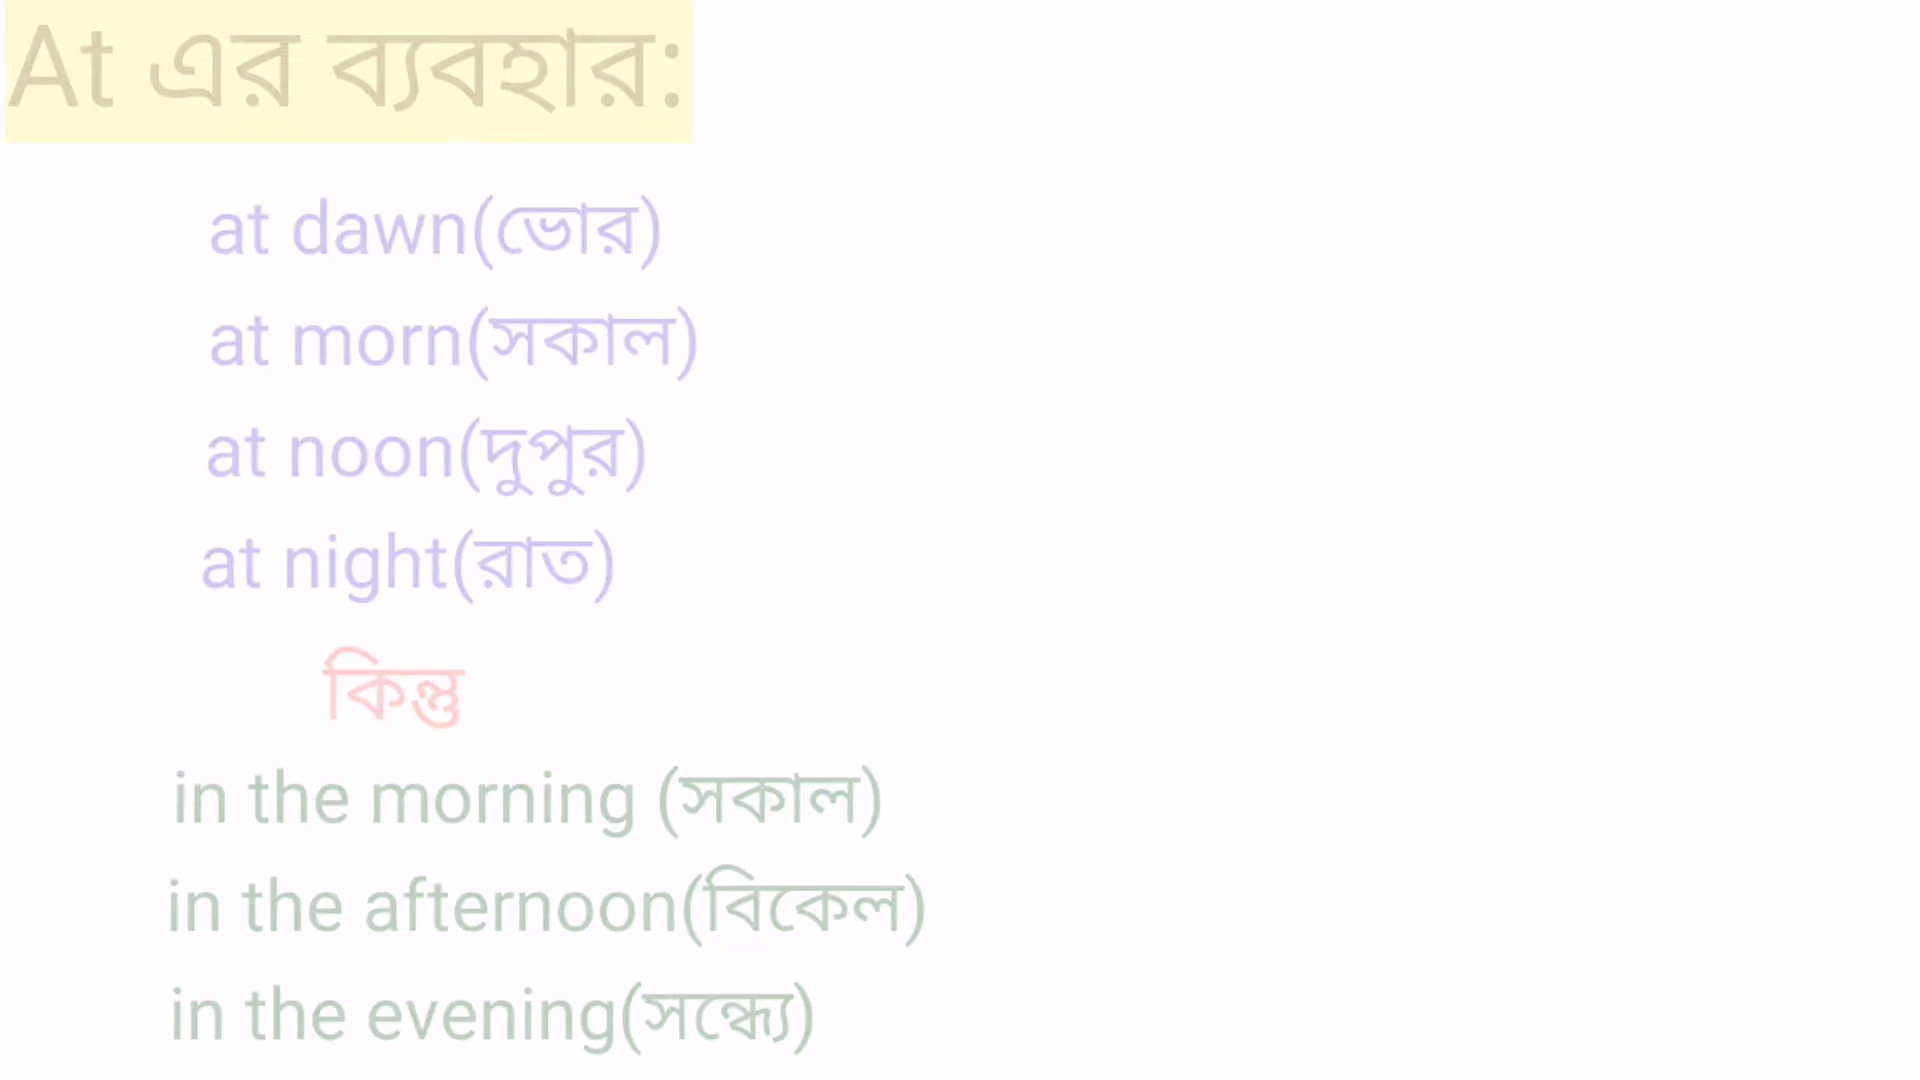 At এর ব্যবহার:
at dawn(ভোর)
at morn(সকাল)
at noon(দুপুর)
at night(রাত)
কিন্তু
in the morning (সকাল)
in the afternoon(বিকেল)
in the evening(সন্ধ্যে)